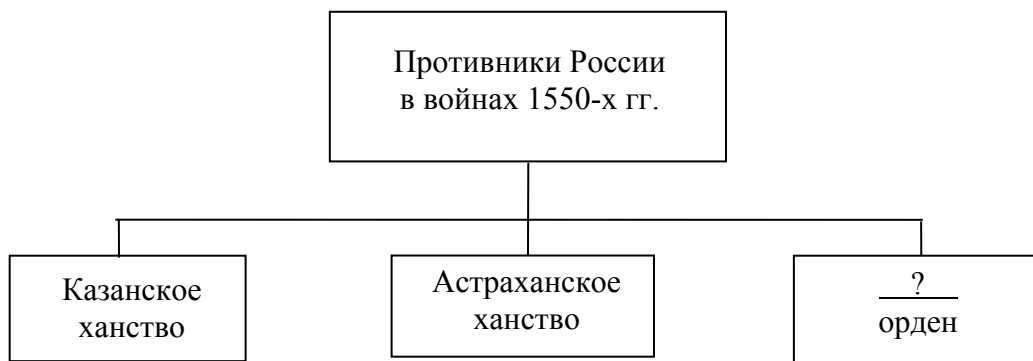 Противники России
в войнах 1550-х гг.
Казанское
ханство
Астраханское
ханство
?
орден